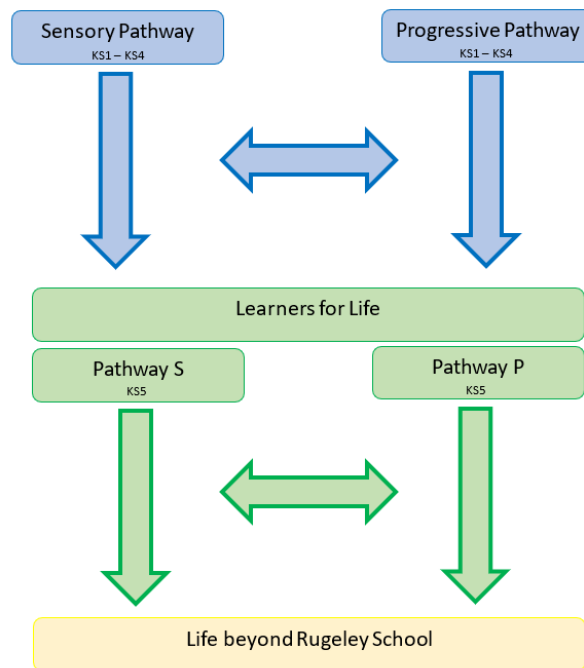 Sensory Pathway
KS1 – KS4
Progressive Pathway
KS1 – KS4
Learners for Life
Pathway S
KS5
Pathway P
KS5
Life beyond Rugeley School